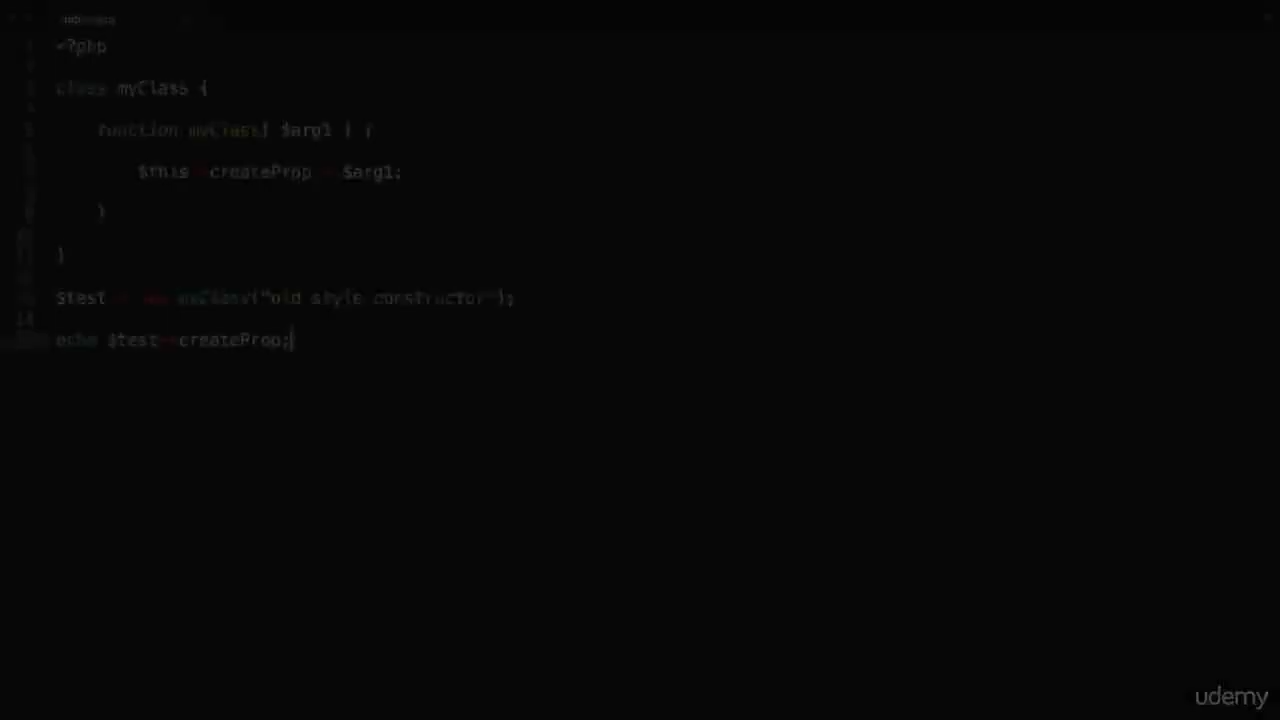 <?php
class myClass {
function myClass( $arg1 ) {
$this->createProp = $arg1;
}
}
$test = new myClass("old style constructor");
14
echo $test->createProp;
udemy